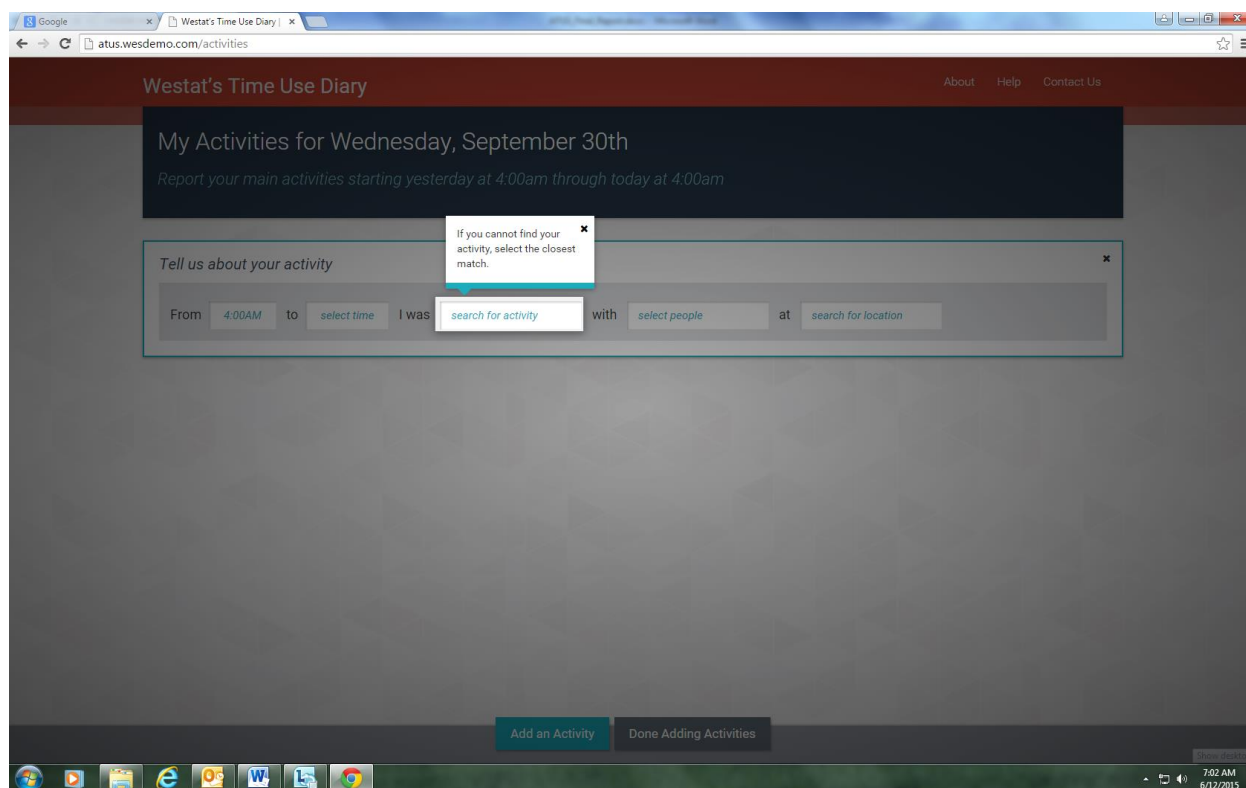 Google
Westat's Time Use Diary |
atus.wesdemo.com/activities
Westat's Time Use Diary
About Help Contact Us
My Activities for Wednesday, September 30th
Report your main activities starting yesterday at 4:00am through today at 4:00am
If you cannot find your
activity, select the closest
match.
Tell us about your activity
From 4:00AM to select time I was search for activity with select people at search for location
Add an Activity Done Adding Activities
7:02 AM
6/12/2015